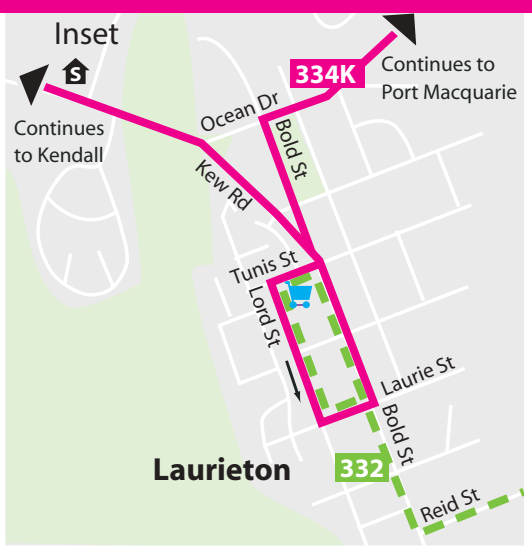 Inset
S
334K
Continues to
Port Macquarie
Continues
to Kendall
Ocean Dr
Bold St
Kew Rd
Tunis St
Lord St
Laurie St
Bold St
Laurieton
332
Reid St